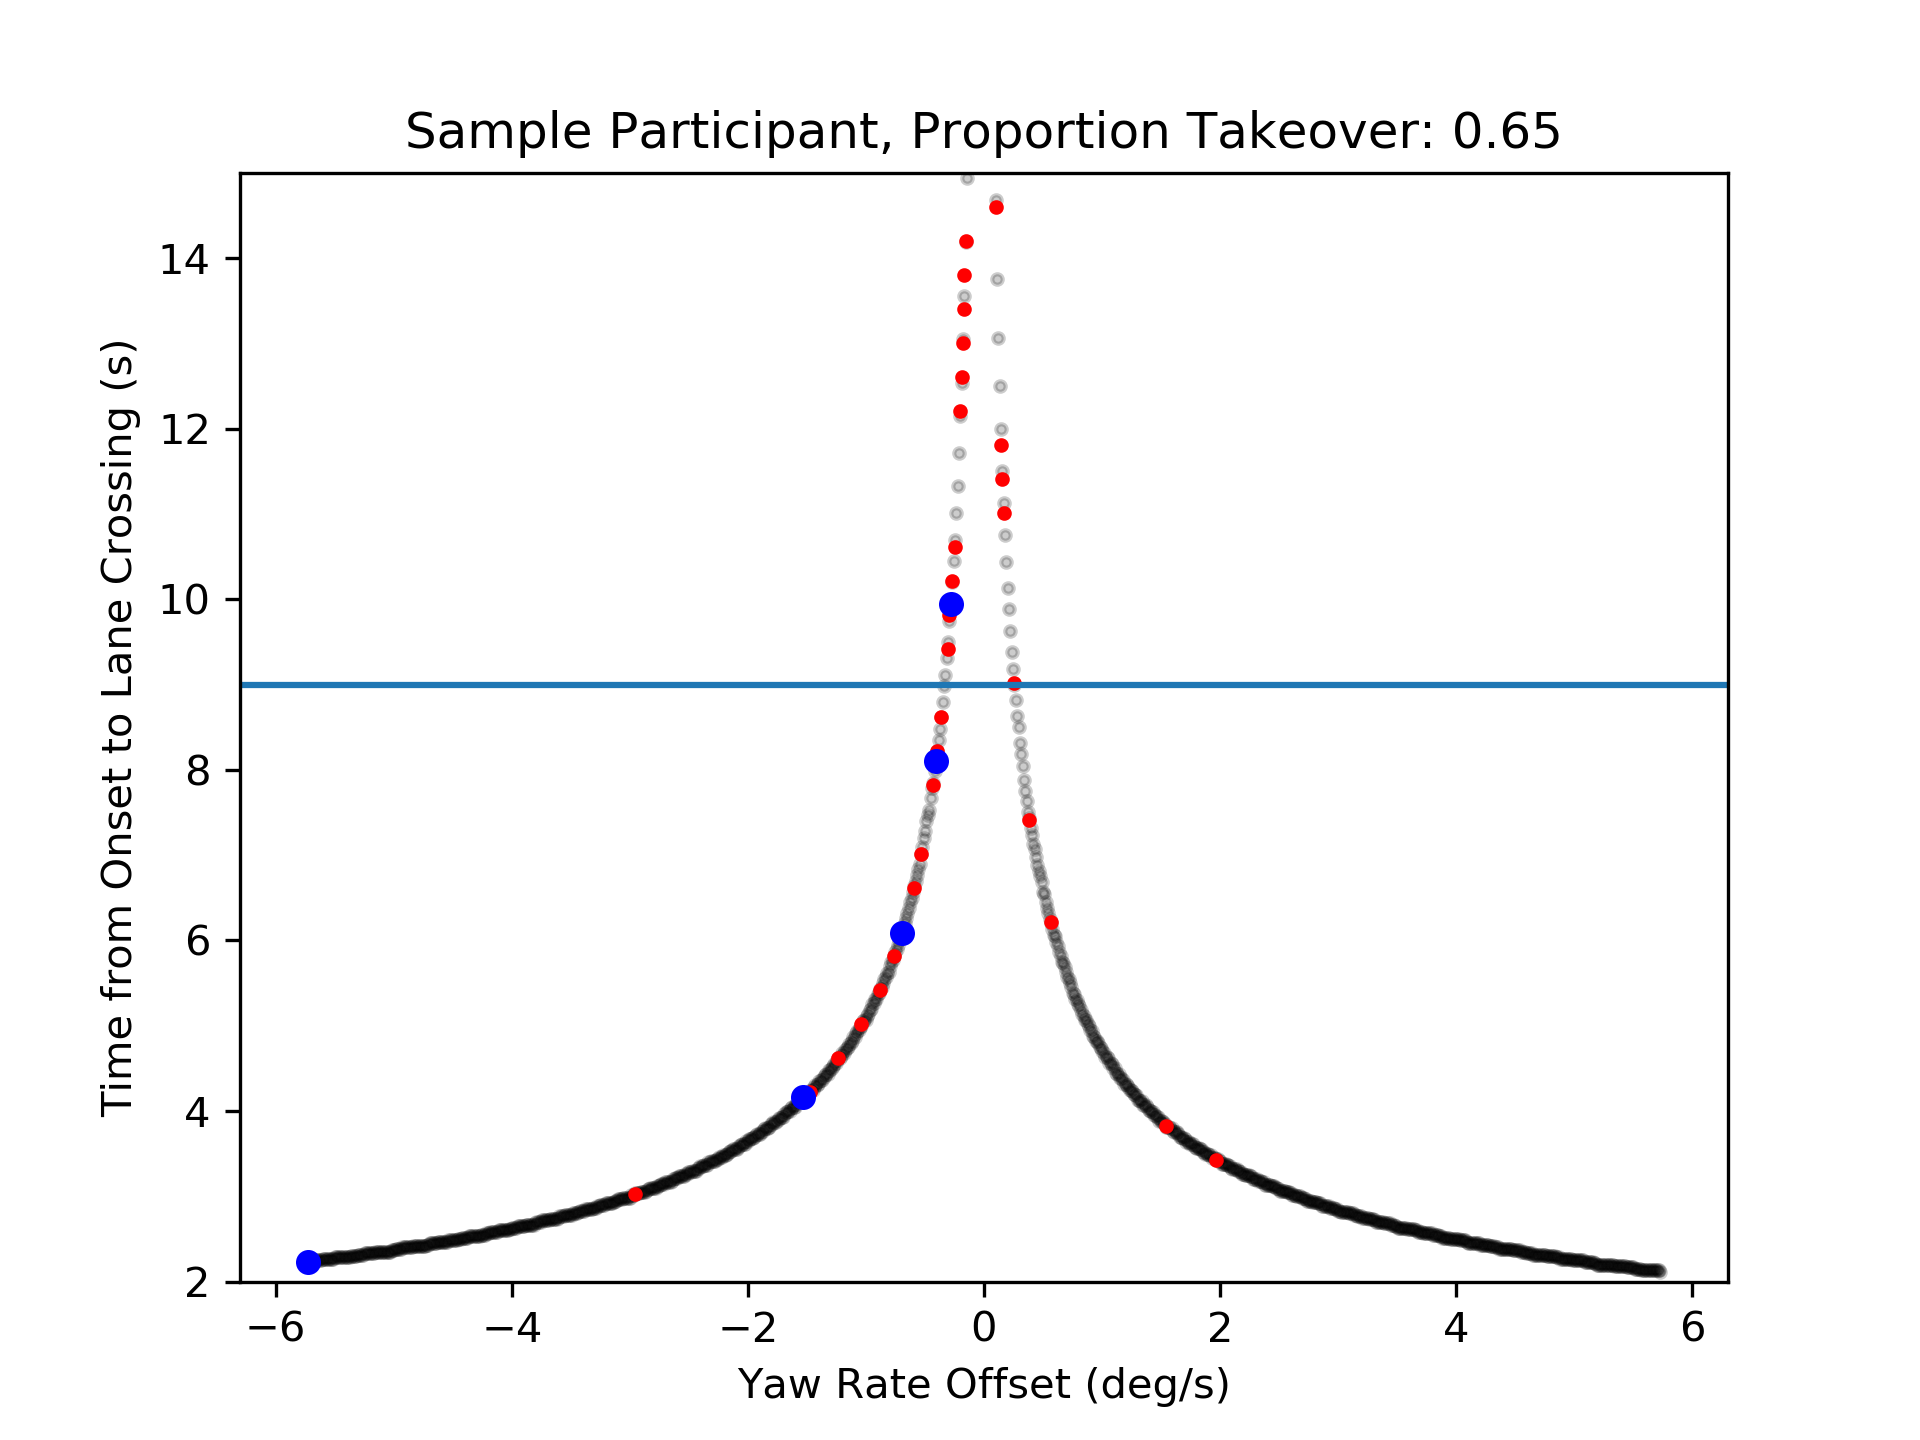 Sample Participant, Proportion Takeover: 0.65
Time from Onset to Lane Crossing (s)
14
12
10
8
6
4
2
−6 −4 −2 0 2 4 6
Yaw Rate Offset (deg/s)